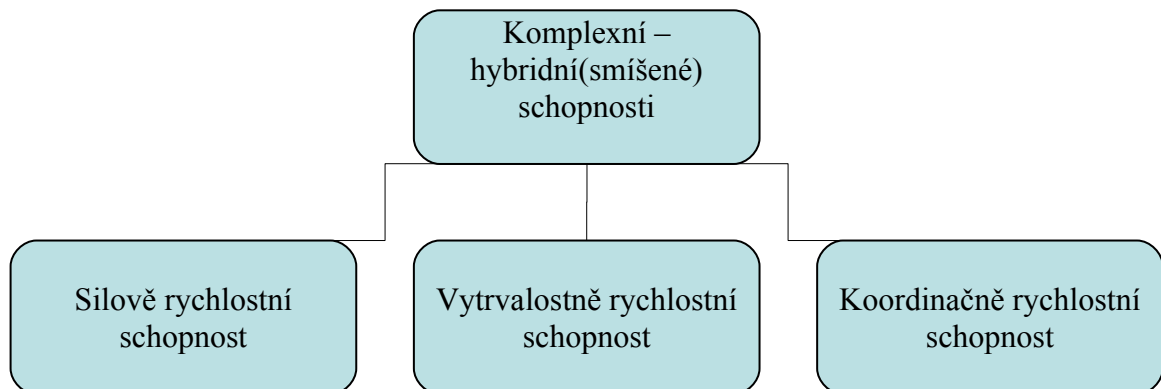 Komplexní –
hybridní(smíšené)
schopnosti
Silově rychlostní
schopnost
Vytrvalostně rychlostní
schopnost
Koordinačně rychlostní
schopnost